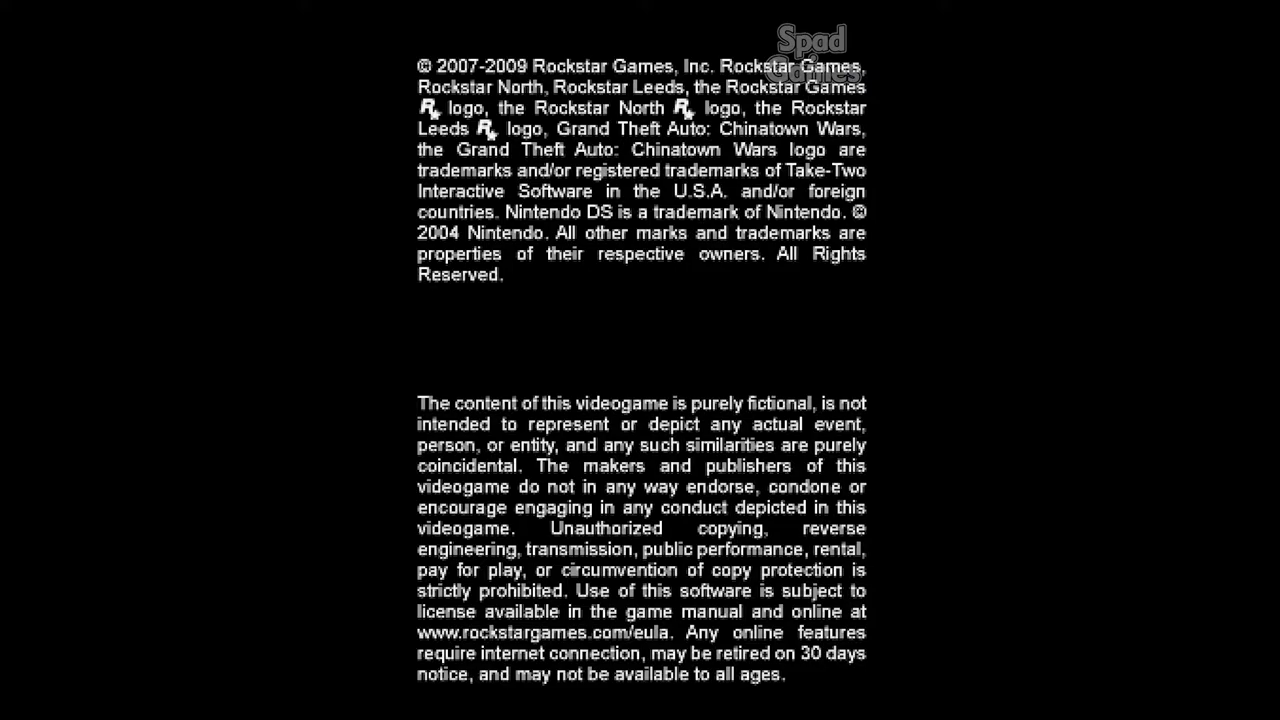 Spad
Games
© 2007-2009 Rockstar Games, Inc. Rockstar Games,
Rockstar North, Rockstar Leeds, the Rockstar Games
R logo, the Rockstar North R logo, the Rockstar
Leeds R logo, Grand Theft Auto: Chinatown Wars,
the Grand Theft Auto: Chinatown Wars logo are
trademarks and/or registered trademarks of Take-Two
Interactive Software in the U.S.A. and/or foreign
countries. Nintendo DS is a trademark of Nintendo. ©
2004 Nintendo. All other marks and trademarks are
properties of their respective owners. All Rights
Reserved.
The content of this videogame is purely fictional, is not
intended to represent or depict any actual event,
person, or entity, and any such similarities are purely
coincidental. The makers and publishers of this
videogame do not in any way endorse, condone or
encourage engaging in any conduct depicted in this
videogame. Unauthorized copying, reverse
engineering, transmission, public performance, rental,
pay for play, or circumvention of copy protection is
strictly prohibited. Use of this software is subject to
license available in the game manual and online at
www.rockstargames.com/eula. Any online features
require internet connection, may be retired on 30 days
notice, and may not be available to all ages.